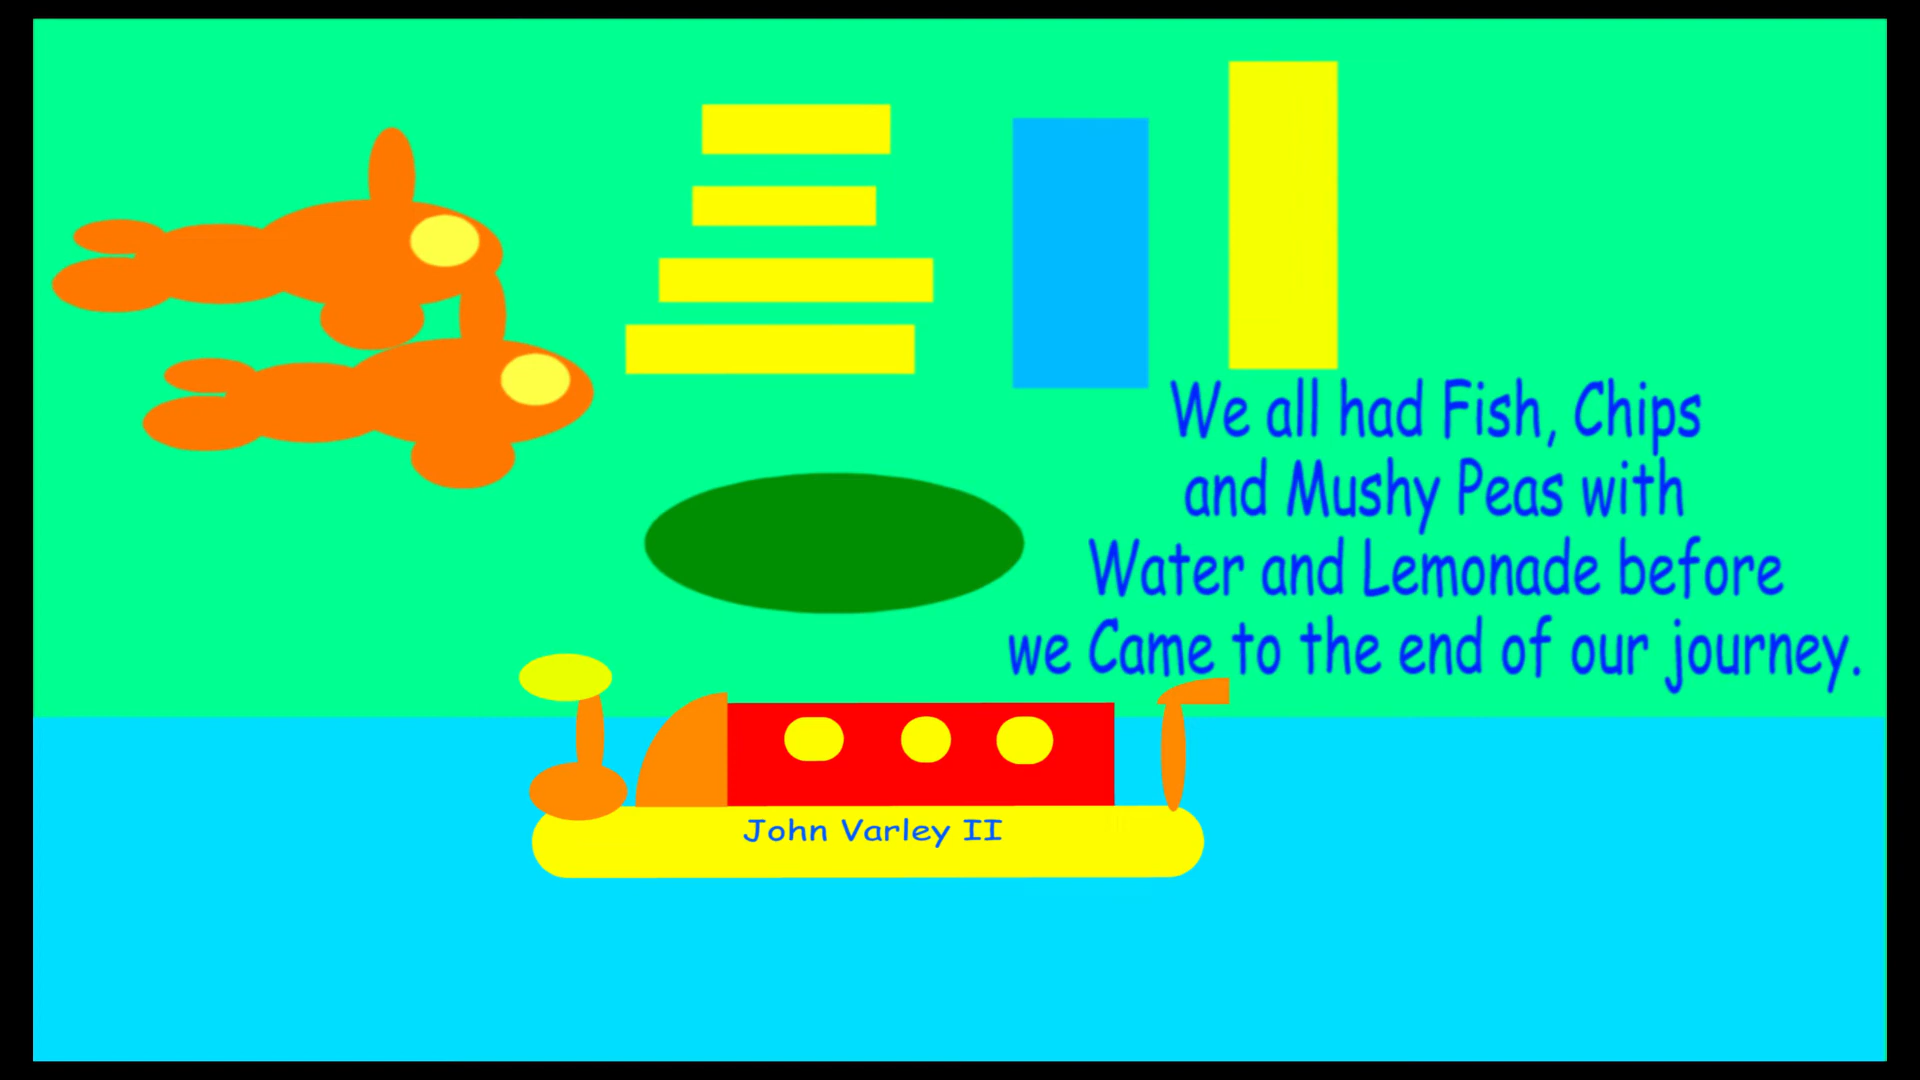 We all had Fish, Chips
and Mushy Peas with
Water and Lemonade before
we Came to the end of our journey.
John Varley II